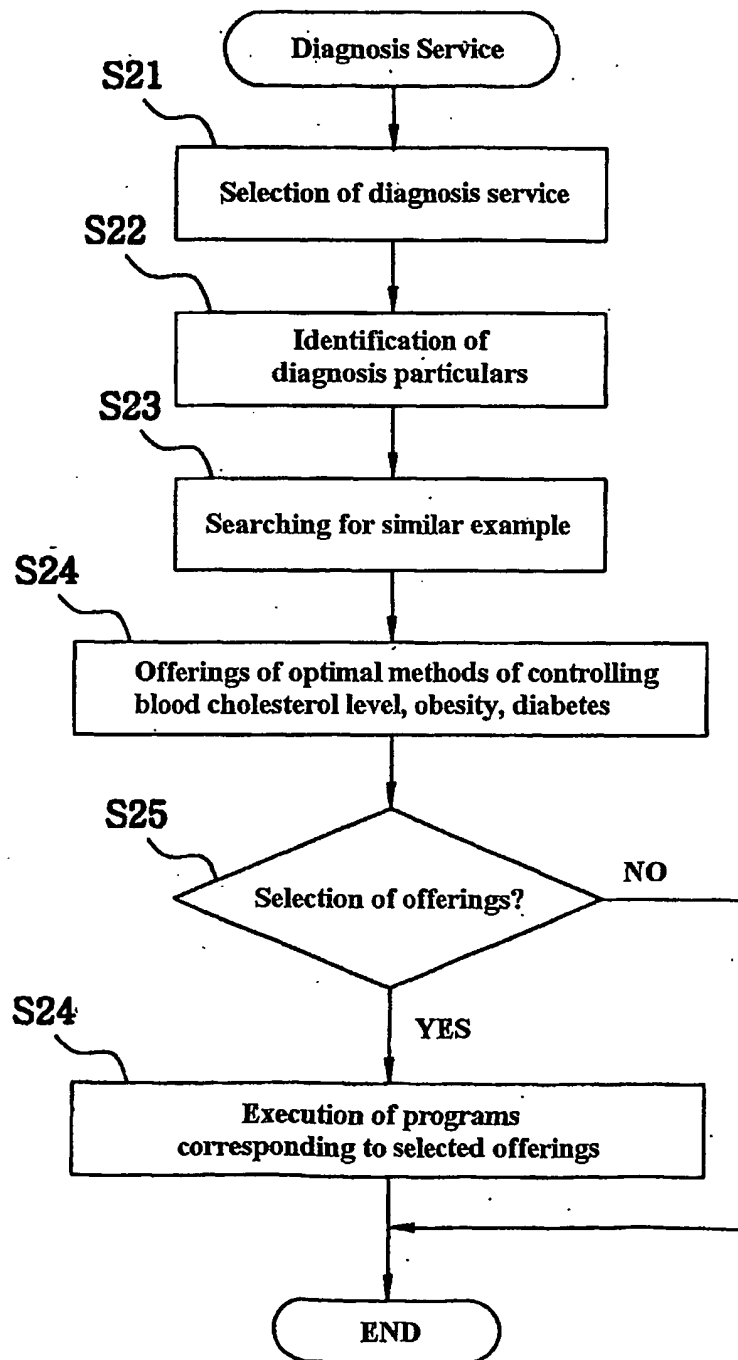 Diagnosis Service
S21
Selection of diagnosis service
S22
Identification of
diagnosis particulars
S23
Searching for similar example
S24
Offerings of optimal methods of controlling
blood cholesterol level, obesity, diabetes
S25
Selection of offerings?
NO
YES
S24
Execution of programs
corresponding to selected offerings
END